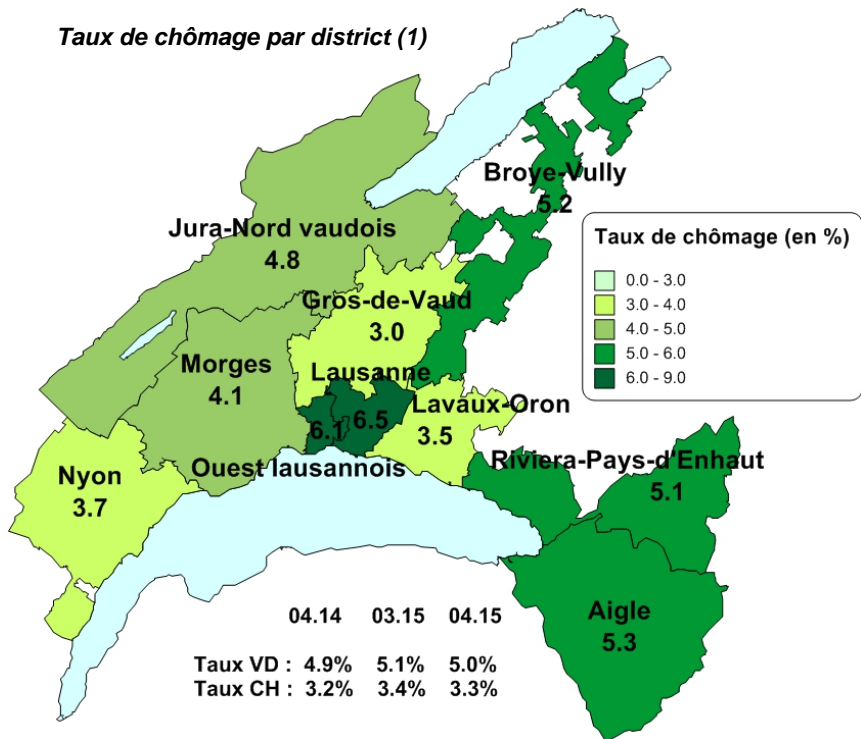 Taux de chômage par district (1)
Broye-Vully
5.2
Jura-Nord vaudois
4.8
Taux de chômage (en %)
0.0 - 3.0
3.0 - 4.0
4.0 - 5.0
5.0 - 6.0
6.0 - 9.0
Gros-de-Vaud
3.0
Morges
4.1
Lausanne
6.5
6.1
Lavaux-Oron
3.5
Ouest lausannois
Nyon
3.7
Riviera-Pays-d'Enhaut
5.1
Aigle
5.3
04.14 03.15 04.15
Taux VD : 4.9% 5.1% 5.0%
Taux CH : 3.2% 3.4% 3.3%